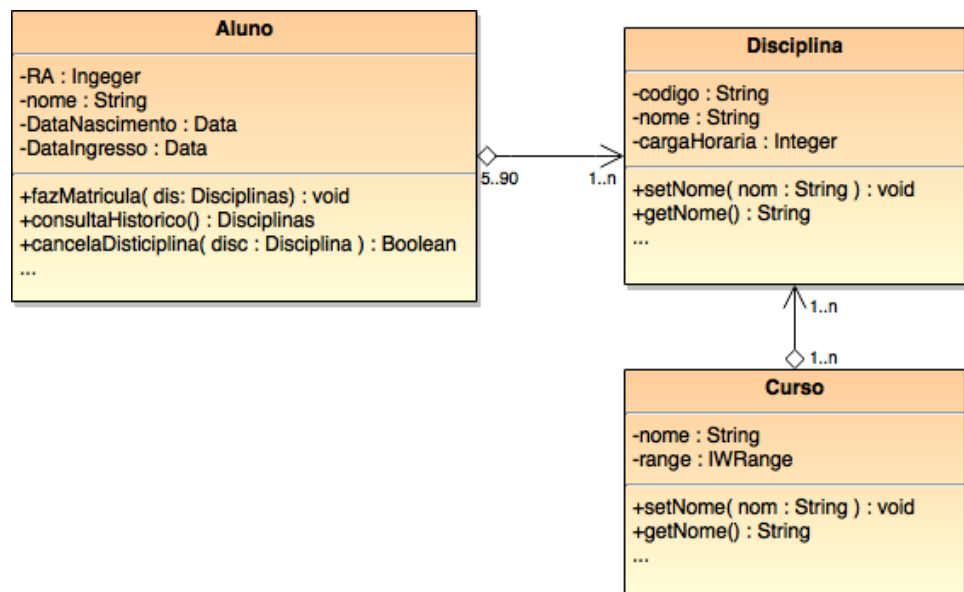 Aluno
-RA : Ingeger
-nome : String
-DataNascimento : Data
-DataIngresso : Data
+fazMatricula( dis: Disciplinas) : void
+consultaHistorico() : Disciplinas
+cancelaDisticiplina( disc : Disciplina ) : Boolean
...
5..90
1..n
Disciplina
-codigo : String
-nome : String
-cargaHoraria : Integer
+setNome( nom : String ) : void
+getNome() : String
...
1..n
1..n
Curso
-nome : String
-range : IWRange
+setNome( nom : String ) : void
+getNome() : String
...